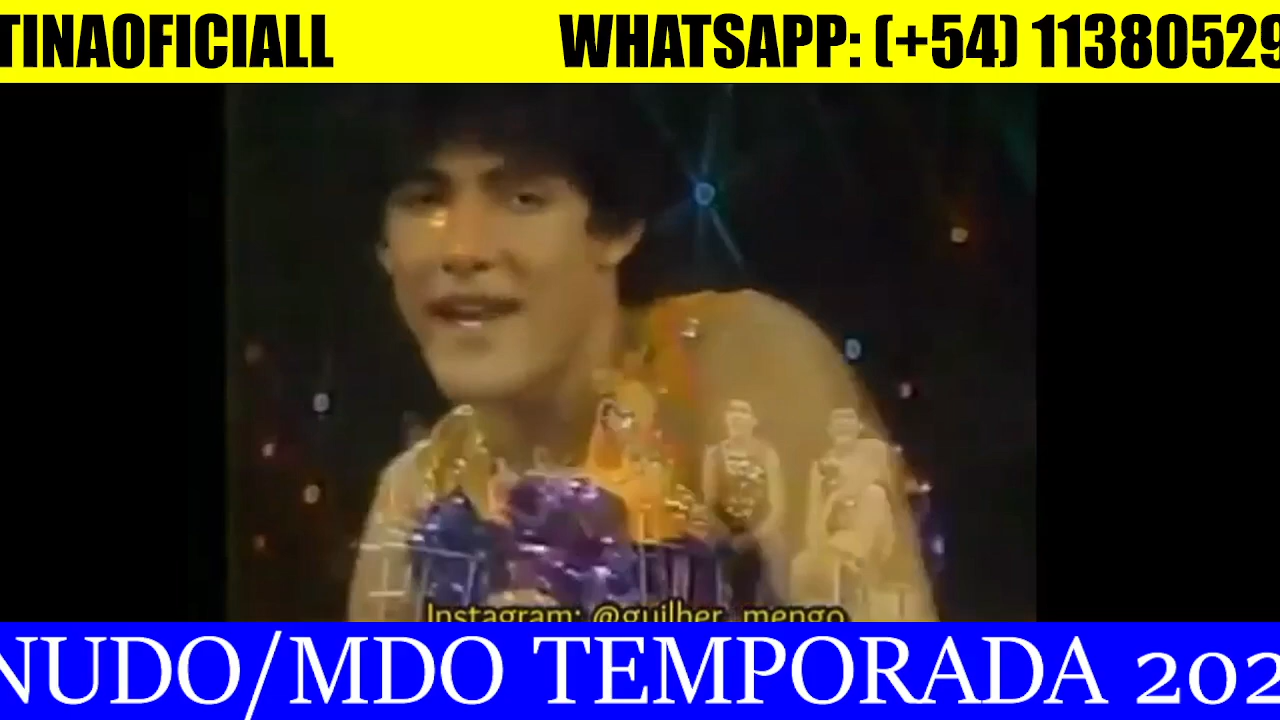 TINAOFICIALL WHATSAPP: (+54) 11380529
Instagram: @guilher_mengo
NUDO/MDO TEMPORADA 202